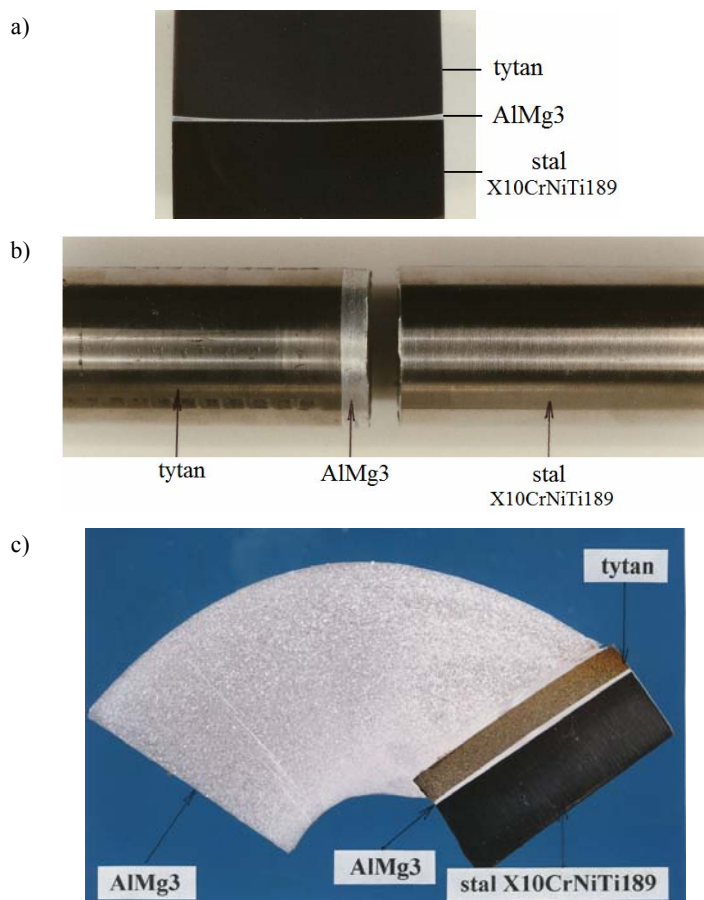 a)
tytan
AlMg3
stal
X10CrNiTi189
b)
tytan
AlMg3
stal
X10CrNiTi189
c)
tytan
AlMg3
AlMg3
stal X10CrNiTi189